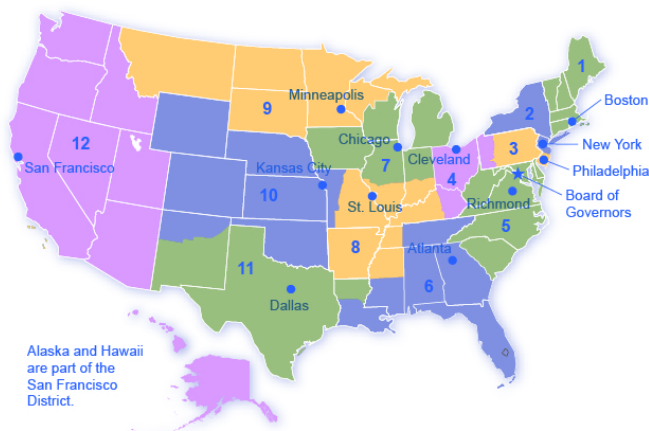 1
Boston
2
9
Minneapolis
12
San Francisco
Chicago
7
Cleveland
4
3
New York
Philadelphia
Kansas City
10
St. Louis
Richmond
5
Board of
Governors
8
Atlanta
6
11
Dallas
Alaska and Hawaii
are part of the
San Francisco
District.